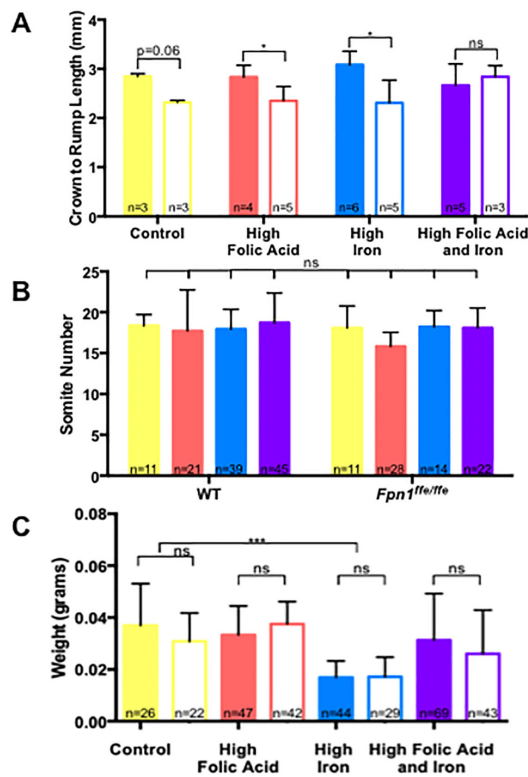 A
Crown to Rump Length (mm)
4
3
2
1
0
p=0.06
*
*
ns
n=3
n=3
n=4
n=5
n=6
n=5
n=5
n=3
Control
High
Folic Acid
High
Iron
High Folic Acid
and Iron
B
Somite Number
25
20
15
10
5
0
ns
n=11
n=21
n=39
n=45
n=11
n=28
n=14
n=22
WT
Fpn1ffe/ffe
C
Weight (grams)
0.08
0.06
0.04
0.02
0.00
***
ns
ns
ns
ns
n=26
n=22
n=47
n=42
n=44
n=29
n=69
n=43
Control
High
Folic Acid
High
Iron
High Folic Acid
and Iron